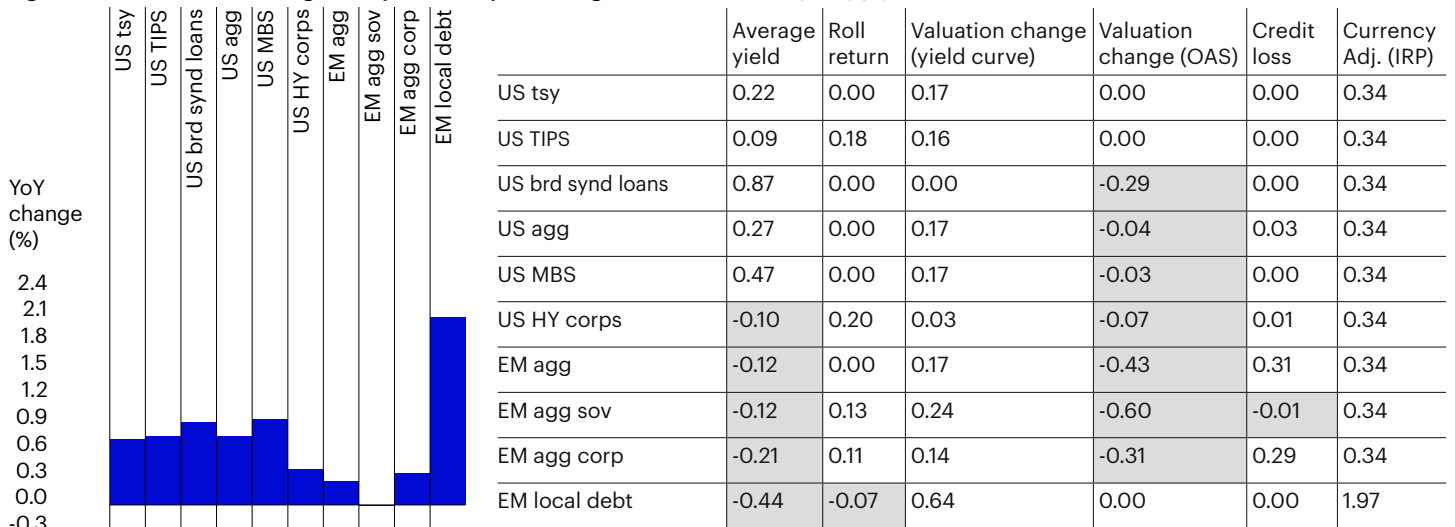 US tsy
US TIPS
US brd synd loans
US agg
US MBS
US HY corps
EM agg
EM agg sov
EM agg corp
EM local debt
YoY
change
(%)
2.4
2.1
1.8
1.5
1.2
0.9
0.6
0.3
0.0
-0.3
Average yield Roll return Valuation change (yield curve) Valuation change (OAS) Credit loss Currency Adj. (IRP)
US tsy 0.22 0.00 0.17 0.00 0.00 0.34
US TIPS 0.09 0.18 0.16 0.00 0.00 0.34
US brd synd loans 0.87 0.00 0.00 -0.29 0.00 0.34
US agg 0.27 0.00 0.17 -0.04 0.03 0.34
US MBS 0.47 0.00 0.17 -0.03 0.00 0.34
US HY corps -0.10 0.20 0.03 -0.07 0.01 0.34
EM agg -0.12 0.00 0.17 -0.43 0.31 0.34
EM agg sov -0.12 0.13 0.24 -0.60 -0.01 0.34
EM agg corp -0.21 0.11 0.14 -0.31 0.29 0.34
EM local debt -0.44 -0.07 0.64 0.00 0.00 1.97